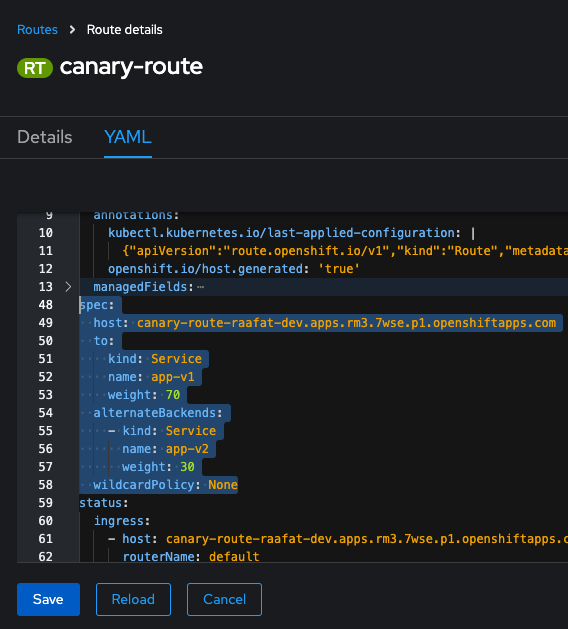 Routes > Route details
RT canary-route
Details YAML
9 annotations:
10 kubectl.kubernetes.io/last-applied-configuration: |
11 {"apiVersion":"route.openshift.io/v1","kind":"Route","metadata
12 openshift.io/host.generated: 'true'
13 managedFields: ⋯
48 spec:
49 host: canary-route-raafat-dev.apps.rm3.7wse.p1.openshiftapps.com
50 to:
51 kind: Service
52 name: app-v1
53 weight: 70
54 alternateBackends:
55 - kind: Service
56 name: app-v2
57 weight: 30
58 wildcardPolicy: None
59 status:
60 ingress:
61 - host: canary-route-raafat-dev.apps.rm3.7wse.p1.openshiftapps.c
62 routerName: default
Save Reload Cancel